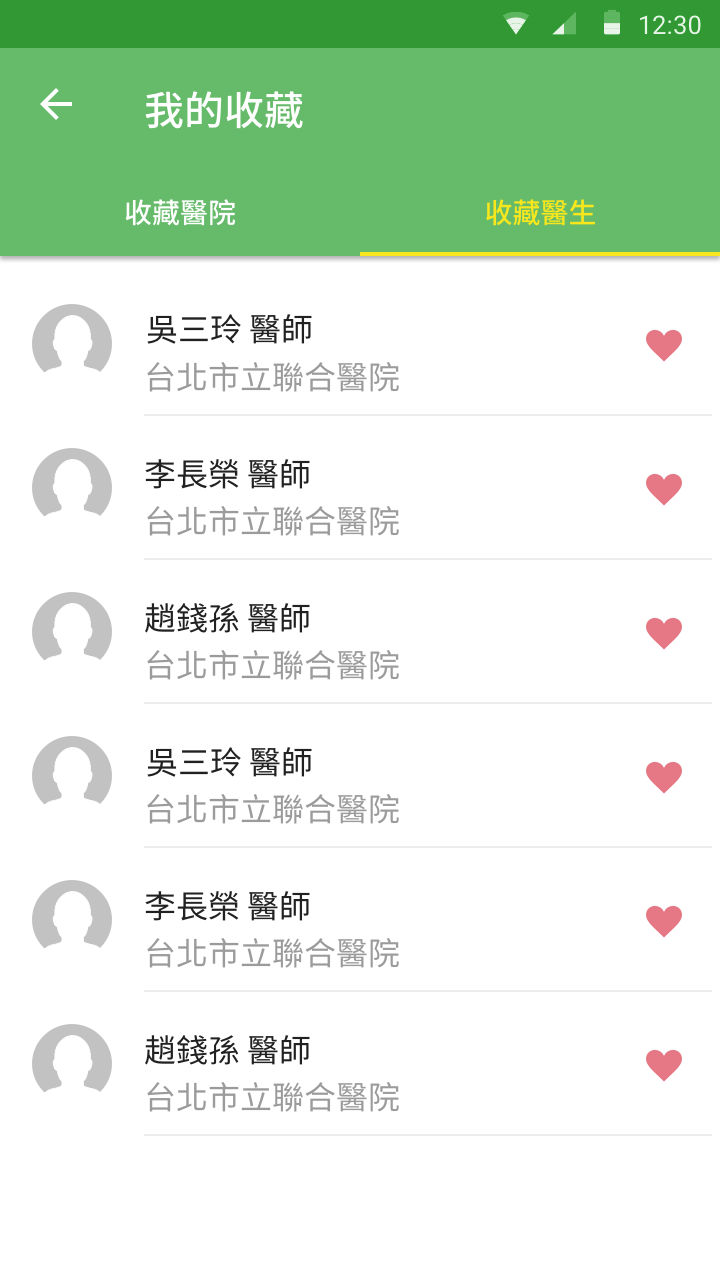 12:30
我的收藏
收藏醫院
收藏醫生
吳三玲 醫師
台北市立聯合醫院
李長榮 醫師
台北市立聯合醫院
趙錢孫 醫師
台北市立聯合醫院
吳三玲 醫師
台北市立聯合醫院
李長榮 醫師
台北市立聯合醫院
趙錢孫 醫師
台北市立聯合醫院